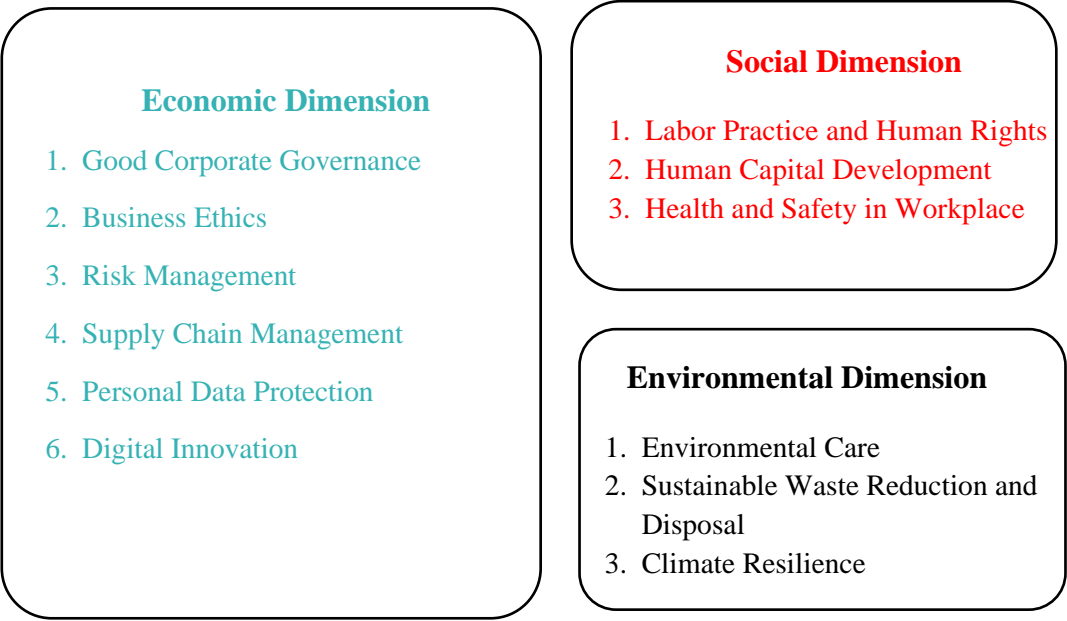 Economic Dimension
1. Good Corporate Governance
2. Business Ethics
3. Risk Management
4. Supply Chain Management
5. Personal Data Protection
6. Digital Innovation
Social Dimension
1. Labor Practice and Human Rights
2. Human Capital Development
3. Health and Safety in Workplace
Environmental Dimension
1. Environmental Care
2. Sustainable Waste Reduction and
Disposal
3. Climate Resilience